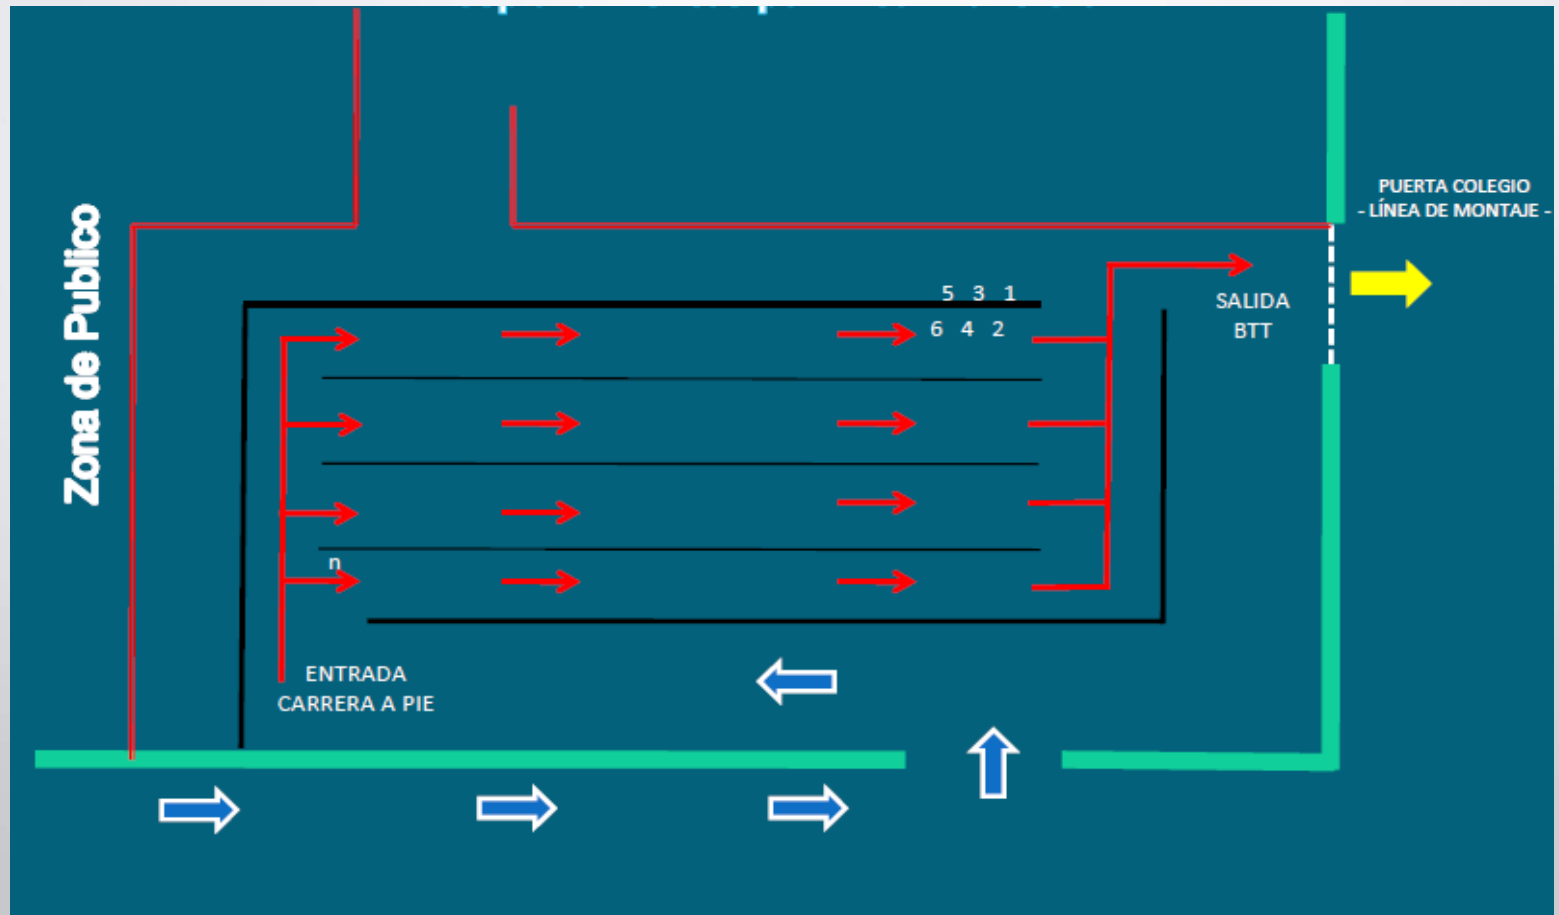 Zona de Publico
PUERTA COLEGIO
- LÍNEA DE MONTAJE -
5 3 1
6 4 2
SALIDA
BTT
n
ENTRADA
CARRERA A PIE